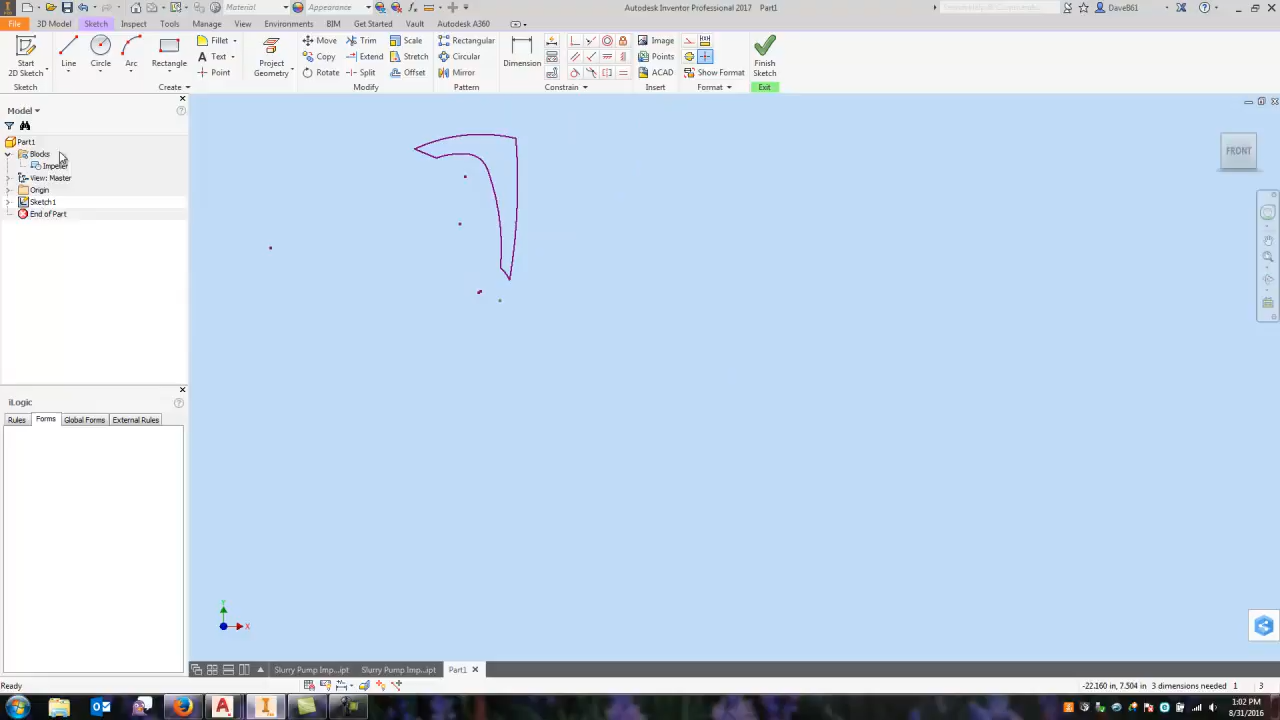 Material
Appearance
Autodesk Inventor Professional 2017 Part1
DaveB61
File 3D Model Sketch Inspect Tools Manage View Environments BIM Get Started Vault Autodesk A360
Start
2D Sketch
Line
Circle
Arc
Rectangle
Fillet
Text
Point
Project
Geometry
Move
Copy
Rotate
Trim
Extend
Split
Scale
Stretch
Offset
Rectangular
Circular
Mirror
Dimension
Image
Points
ACAD
Show Format
Finish
Sketch
Sketch Create Modify Pattern Constrain Insert Format Exit
Model
Part1
Blocks
Impeller
View: Master
Origin
Sketch1
End of Part
FRONT
iLogic
Rules Forms Global Forms External Rules
Y
X
Slurry Pump Imp...ipt Slurry Pump Imp...ipt Part1
Ready
-22.160 in, 7.504 in 3 dimensions needed 1 3
1:02 PM
8/31/2016